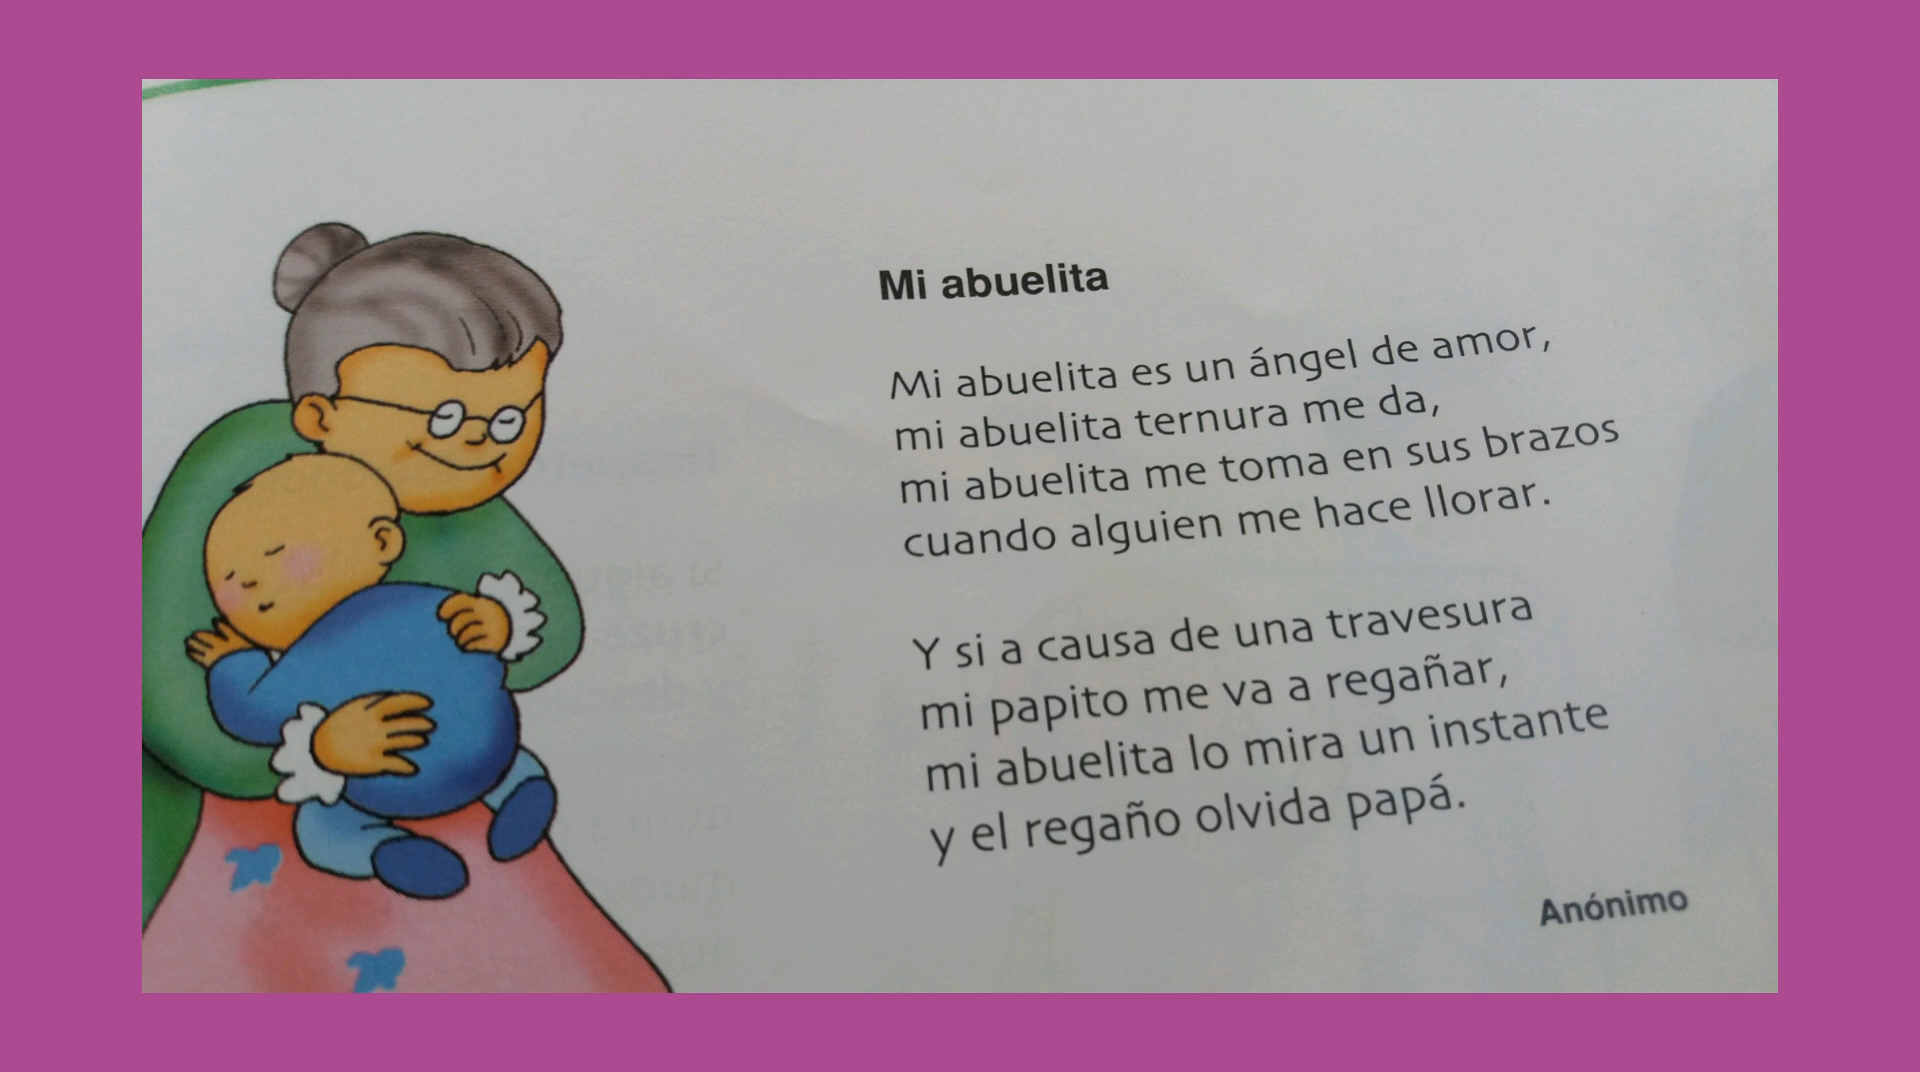 Mi abuelita
Mi abuelita es un ángel de amor,
mi abuelita ternura me da,
mi abuelita me toma en sus brazos
cuando alguien me hace llorar.
Y si a causa de una travesura
mi papito me va a regañar,
mi abuelita lo mira un instante
y el regaño olvida papá.
Anónimo